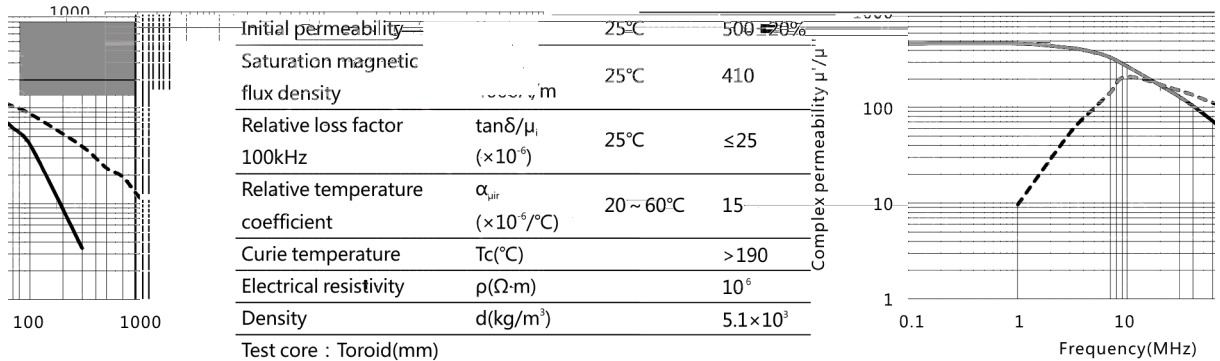 1000
100 1000
Initial permeability 25℃ 500 ±20%
Saturation magnetic
flux density 25℃ 410
Relative loss factor tanδ/μi
100kHz (×10⁻⁶) 25℃ ≤25
Relative temperature αμir
coefficient (×10⁻⁶/℃) 20~60℃ 15
Curie temperature Tc(℃) >190
Electrical resistivity ρ(Ω·m) 10⁶
Density d(kg/m³) 5.1×10³
Test core : Toroid(mm)
Complex permeability μ'/μ''
1000
100
10
1
0.1 1 10
Frequency(MHz)